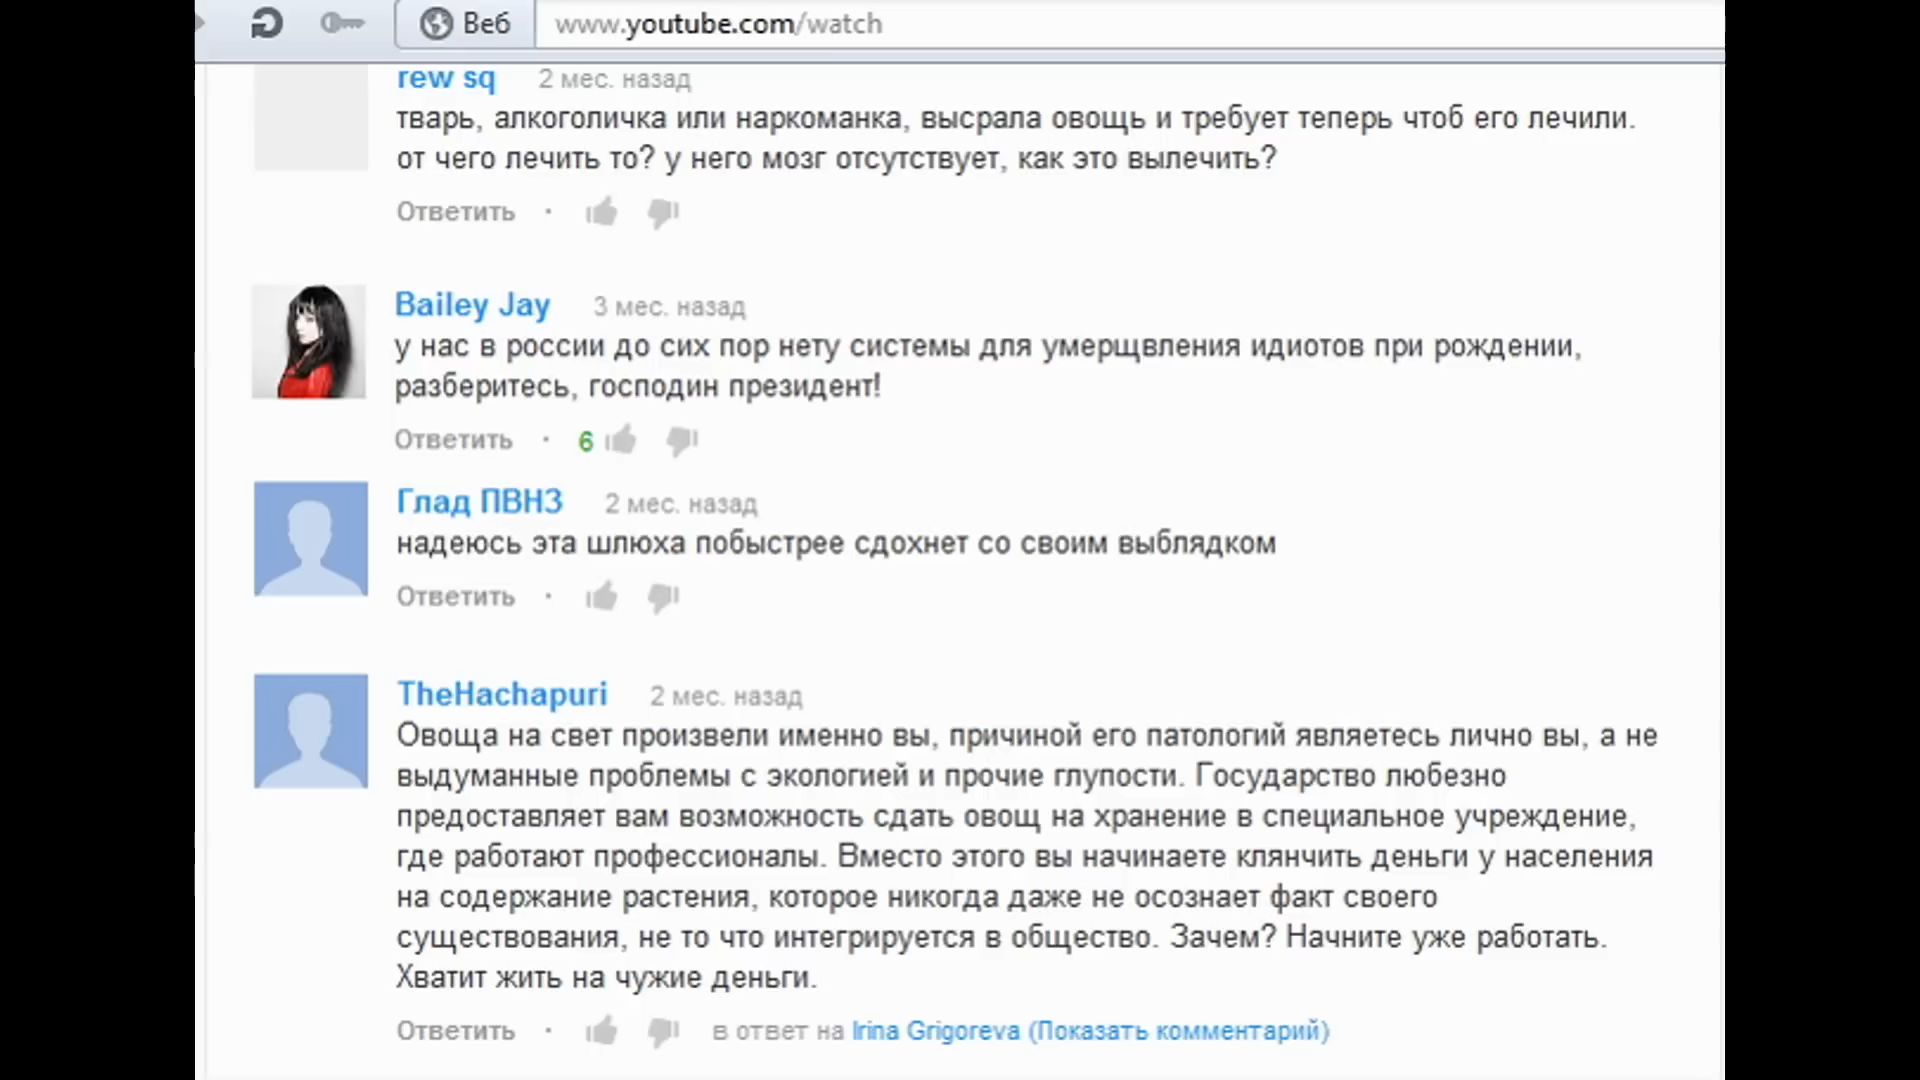 Веб www.youtube.com/watch
rew sq 2 мес. назад
тварь, алкоголичка или наркоманка, высрала овощь и требует теперь чтоб его лечили.
от чего лечить то? у него мозг отсутствует, как это вылечить?
Ответить ·
Bailey Jay 3 мес. назад
у нас в россии до сих пор нету системы для умерщвления идиотов при рождении,
разберитесь, господин президент!
Ответить · 6
Глад ПВНЗ 2 мес. назад
надеюсь эта шлюха побыстрее сдохнет со своим выблядком
Ответить ·
TheHachapuri 2 мес. назад
Овоща на свет произвели именно вы, причиной его патологий являетесь лично вы, а не
выдуманные проблемы с экологией и прочие глупости. Государство любезно
предоставляет вам возможность сдать овощ на хранение в специальное учреждение,
где работают профессионалы. Вместо этого вы начинаете клянчить деньги у населения
на содержание растения, которое никогда даже не осознает факт своего
существования, не то что интегрируется в общество. Зачем? Начните уже работать.
Хватит жить на чужие деньги.
Ответить · в ответ на Irina Grigoreva (Показать комментарий)